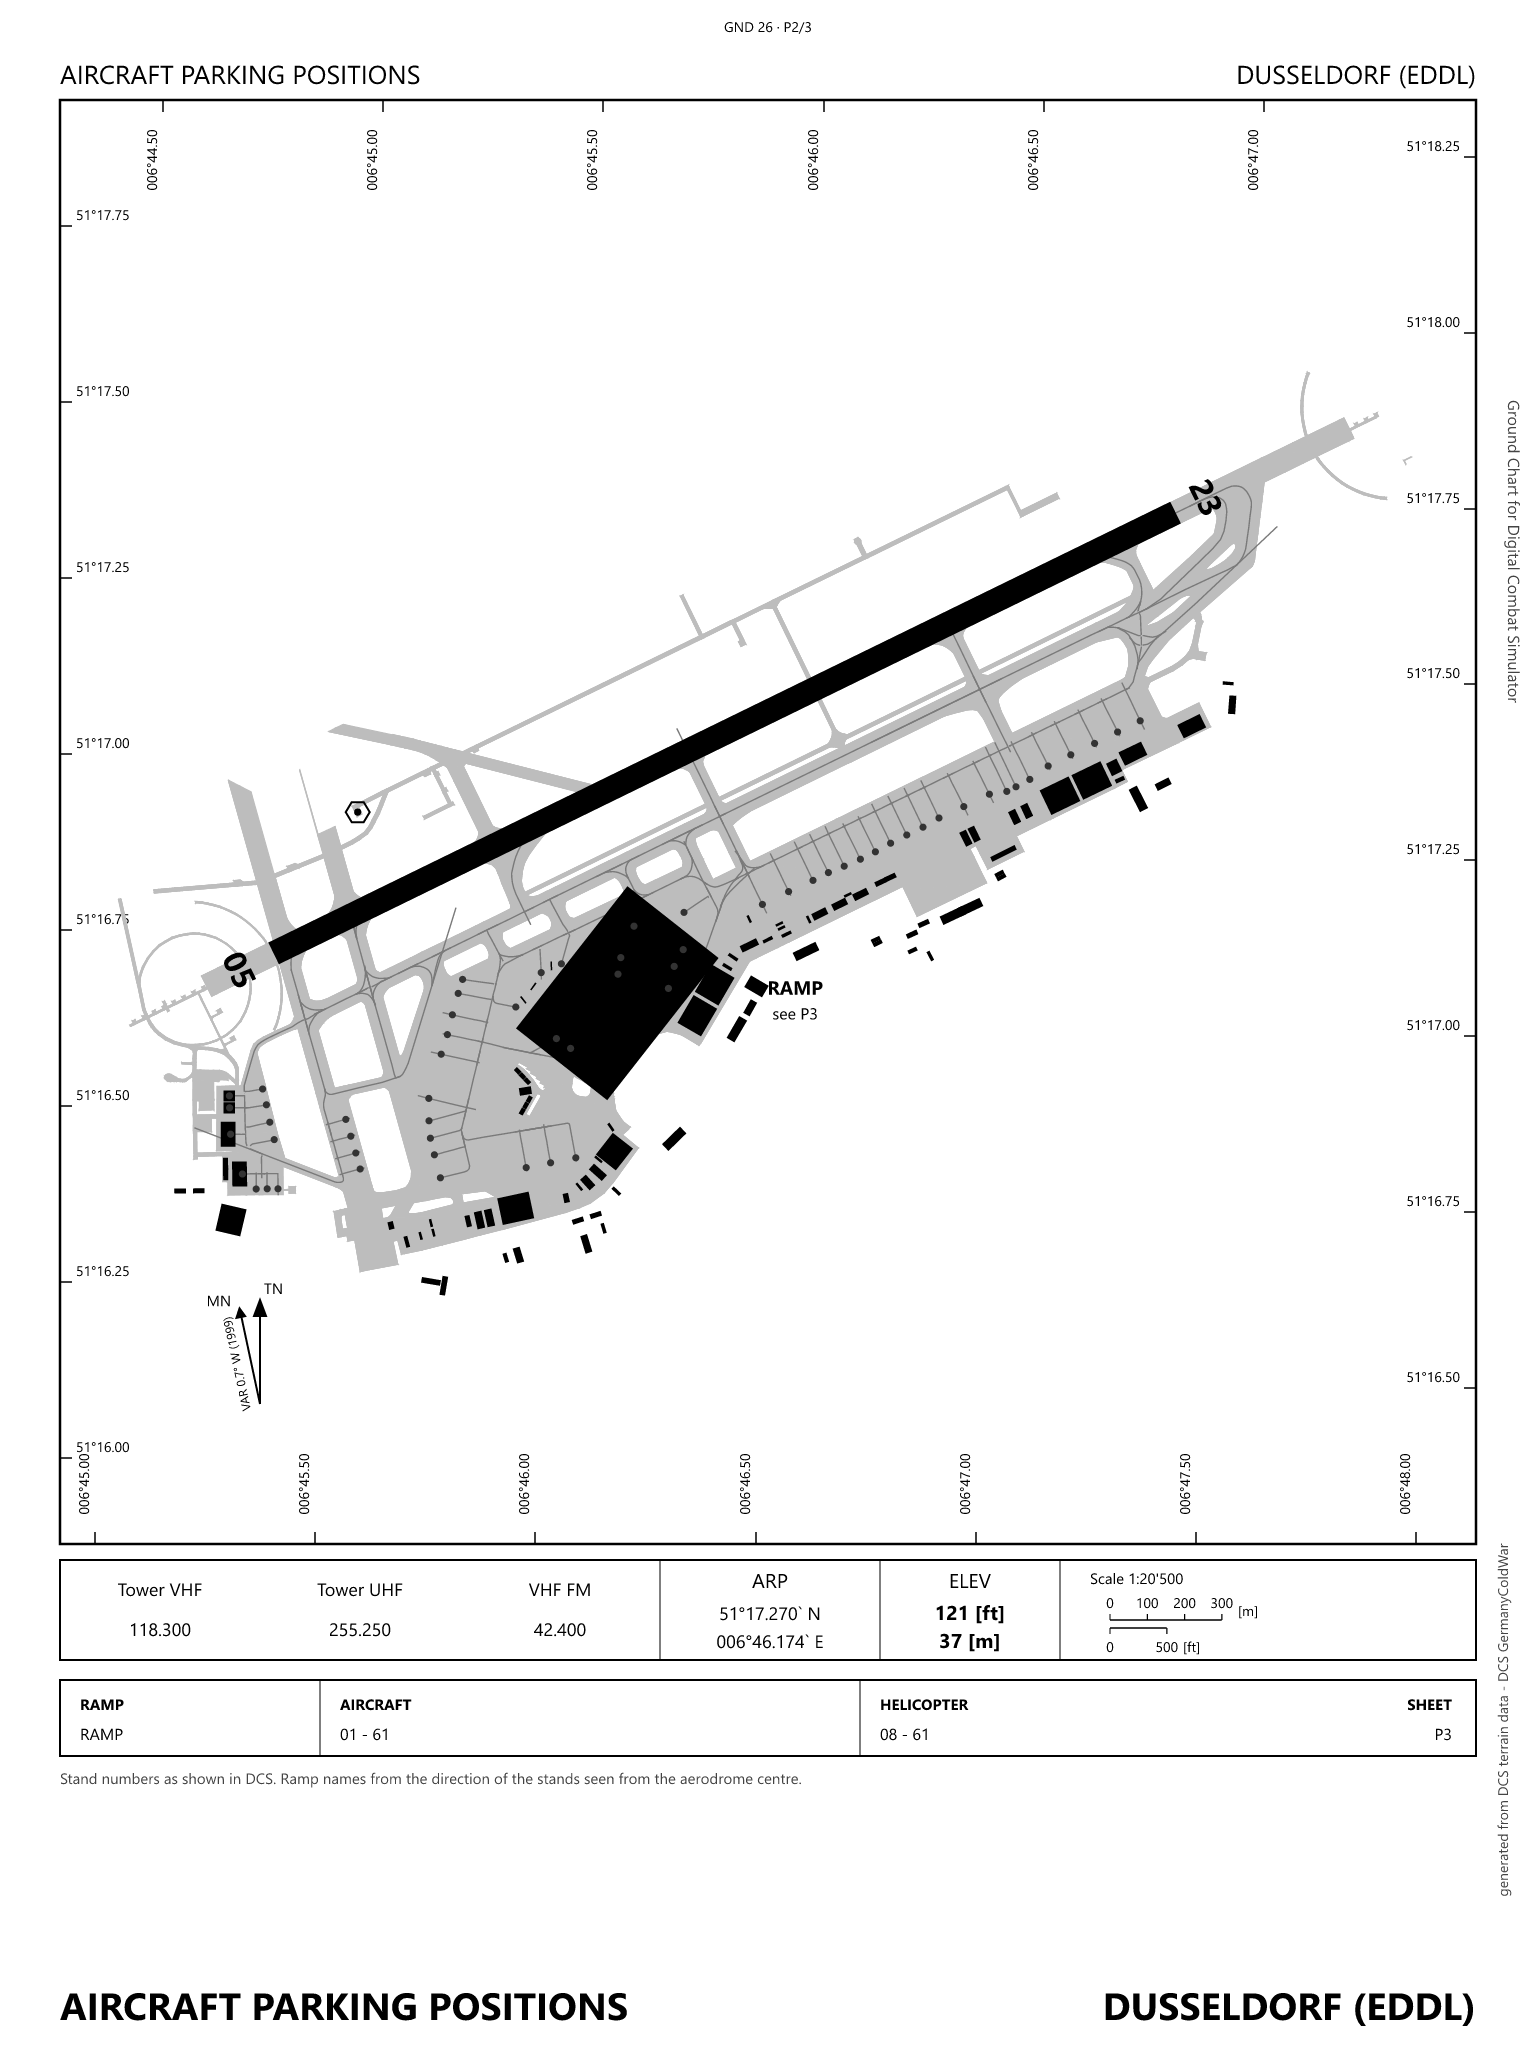 GND 26 · P2/3
AIRCRAFT PARKING POSITIONS
DUSSELDORF (EDDL)
006°44.50
006°45.00
006°45.50
006°46.00
006°46.50
006°47.00
51°18.25
51°17.75
51°18.00
51°17.50
51°17.75
51°17.25
51°17.50
51°17.00
51°17.25
51°16.75
51°17.00
51°16.50
51°16.75
51°16.25
51°16.50
51°16.00
23
05
RAMP
see P3
MN
TN
VAR 0.7° W (1999)
006°45.00
006°45.50
006°46.00
006°46.50
006°47.00
006°47.50
006°48.00
Ground Chart for Digital Combat Simulator
generated from DCS terrain data - DCS GermanyColdWar
Tower VHF
118.300
Tower UHF
255.250
VHF FM
42.400
ARP
51°17.270` N
006°46.174` E
ELEV
121 [ft]
37 [m]
Scale 1:20'500
0 100 200 300 [m]
0 500 [ft]
RAMP
RAMP
AIRCRAFT
01 - 61
HELICOPTER
08 - 61
SHEET
P3
Stand numbers as shown in DCS. Ramp names from the direction of the stands seen from the aerodrome centre.
AIRCRAFT PARKING POSITIONS
DUSSELDORF (EDDL)